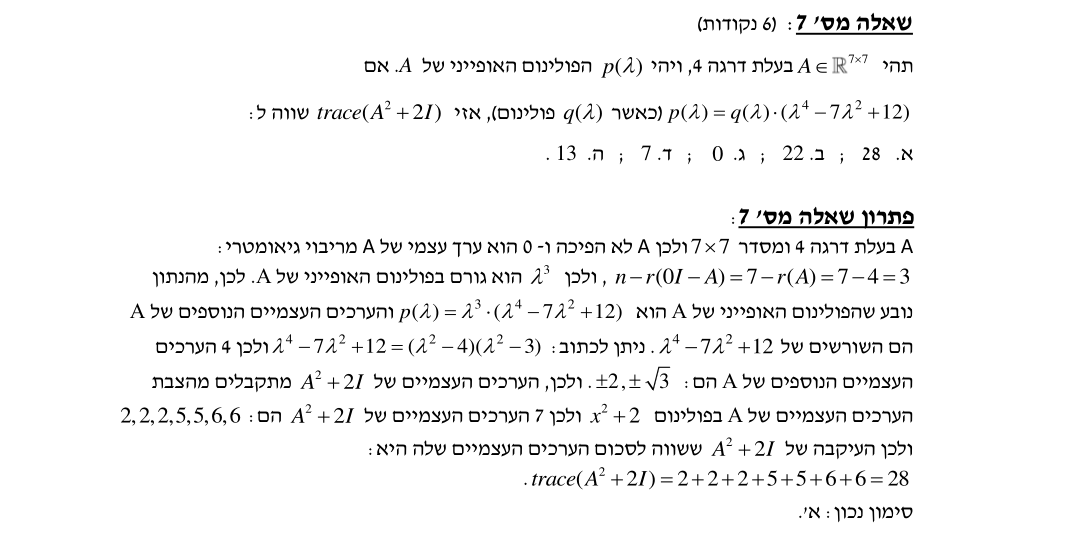 שאלה מס׳ 7 : (6 נקודות)
תהי A ∈ ℝ^{7×7} בעלת דרגה 4, ויהי p(λ) הפולינום האופייני של A. אם
p(λ) = q(λ)·(λ⁴ − 7λ² + 12) (כאשר q(λ) פולינום), אזי trace(A² + 2I) שווה ל :
א. 28 ; ב. 22 ; ג. 0 ; ד. 7 ; ה. 13 .
פתרון שאלה מס׳ 7 :
A בעלת דרגה 4 ומסדר 7×7 ולכן A לא הפיכה ו- 0 הוא ערך עצמי של A מריבוי גיאומטרי :
n − r(0I − A) = 7 − r(A) = 7 − 4 = 3 , ולכן λ³ הוא גורם בפולינום האופייני של A. לכן, מהנתון
נובע שהפולינום האופייני של A הוא p(λ) = λ³·(λ⁴ − 7λ² + 12) והערכים העצמיים הנוספים של A
הם השורשים של λ⁴ − 7λ² + 12 . ניתן לכתוב : λ⁴ − 7λ² + 12 = (λ² − 4)(λ² − 3) ולכן 4 הערכים
העצמיים הנוספים של A הם : ±2, ±√3 . ולכן, הערכים העצמיים של A² + 2I מתקבלים מהצבת
הערכים העצמיים של A בפולינום x² + 2 ולכן 7 הערכים העצמיים של A² + 2I הם : 2,2,2,5,5,6,6
ולכן העיקבה של A² + 2I ששווה לסכום הערכים העצמיים שלה היא :
trace(A² + 2I) = 2 + 2 + 2 + 5 + 5 + 6 + 6 = 28 .
סימון נכון : א׳.